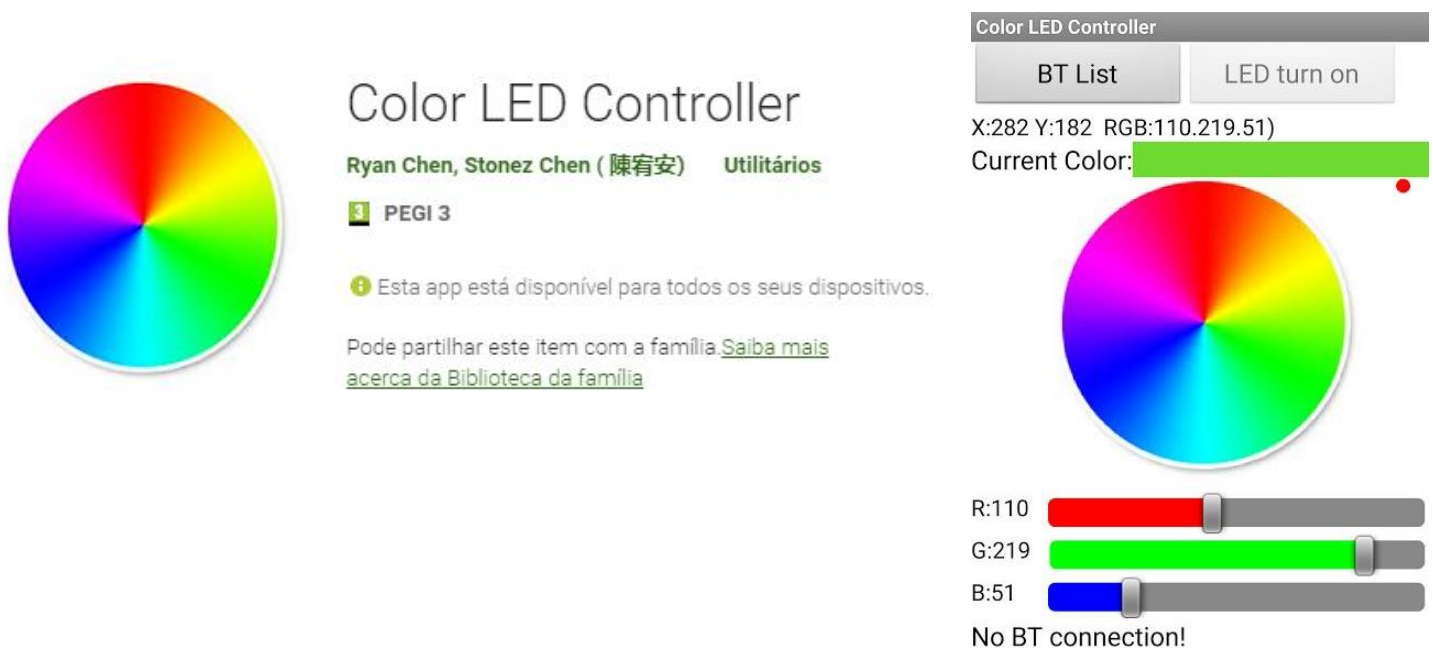 Color LED Controller
Ryan Chen, Stonez Chen ( 陳宥安) Utilitários
3 PEGI 3
Esta app está disponível para todos os seus dispositivos.
Pode partilhar este item com a família.Saiba mais
acerca da Biblioteca da família
Color LED Controller
BT List LED turn on
X:282 Y:182 RGB:110.219.51)
Current Color:
R:110
G:219
B:51
No BT connection!